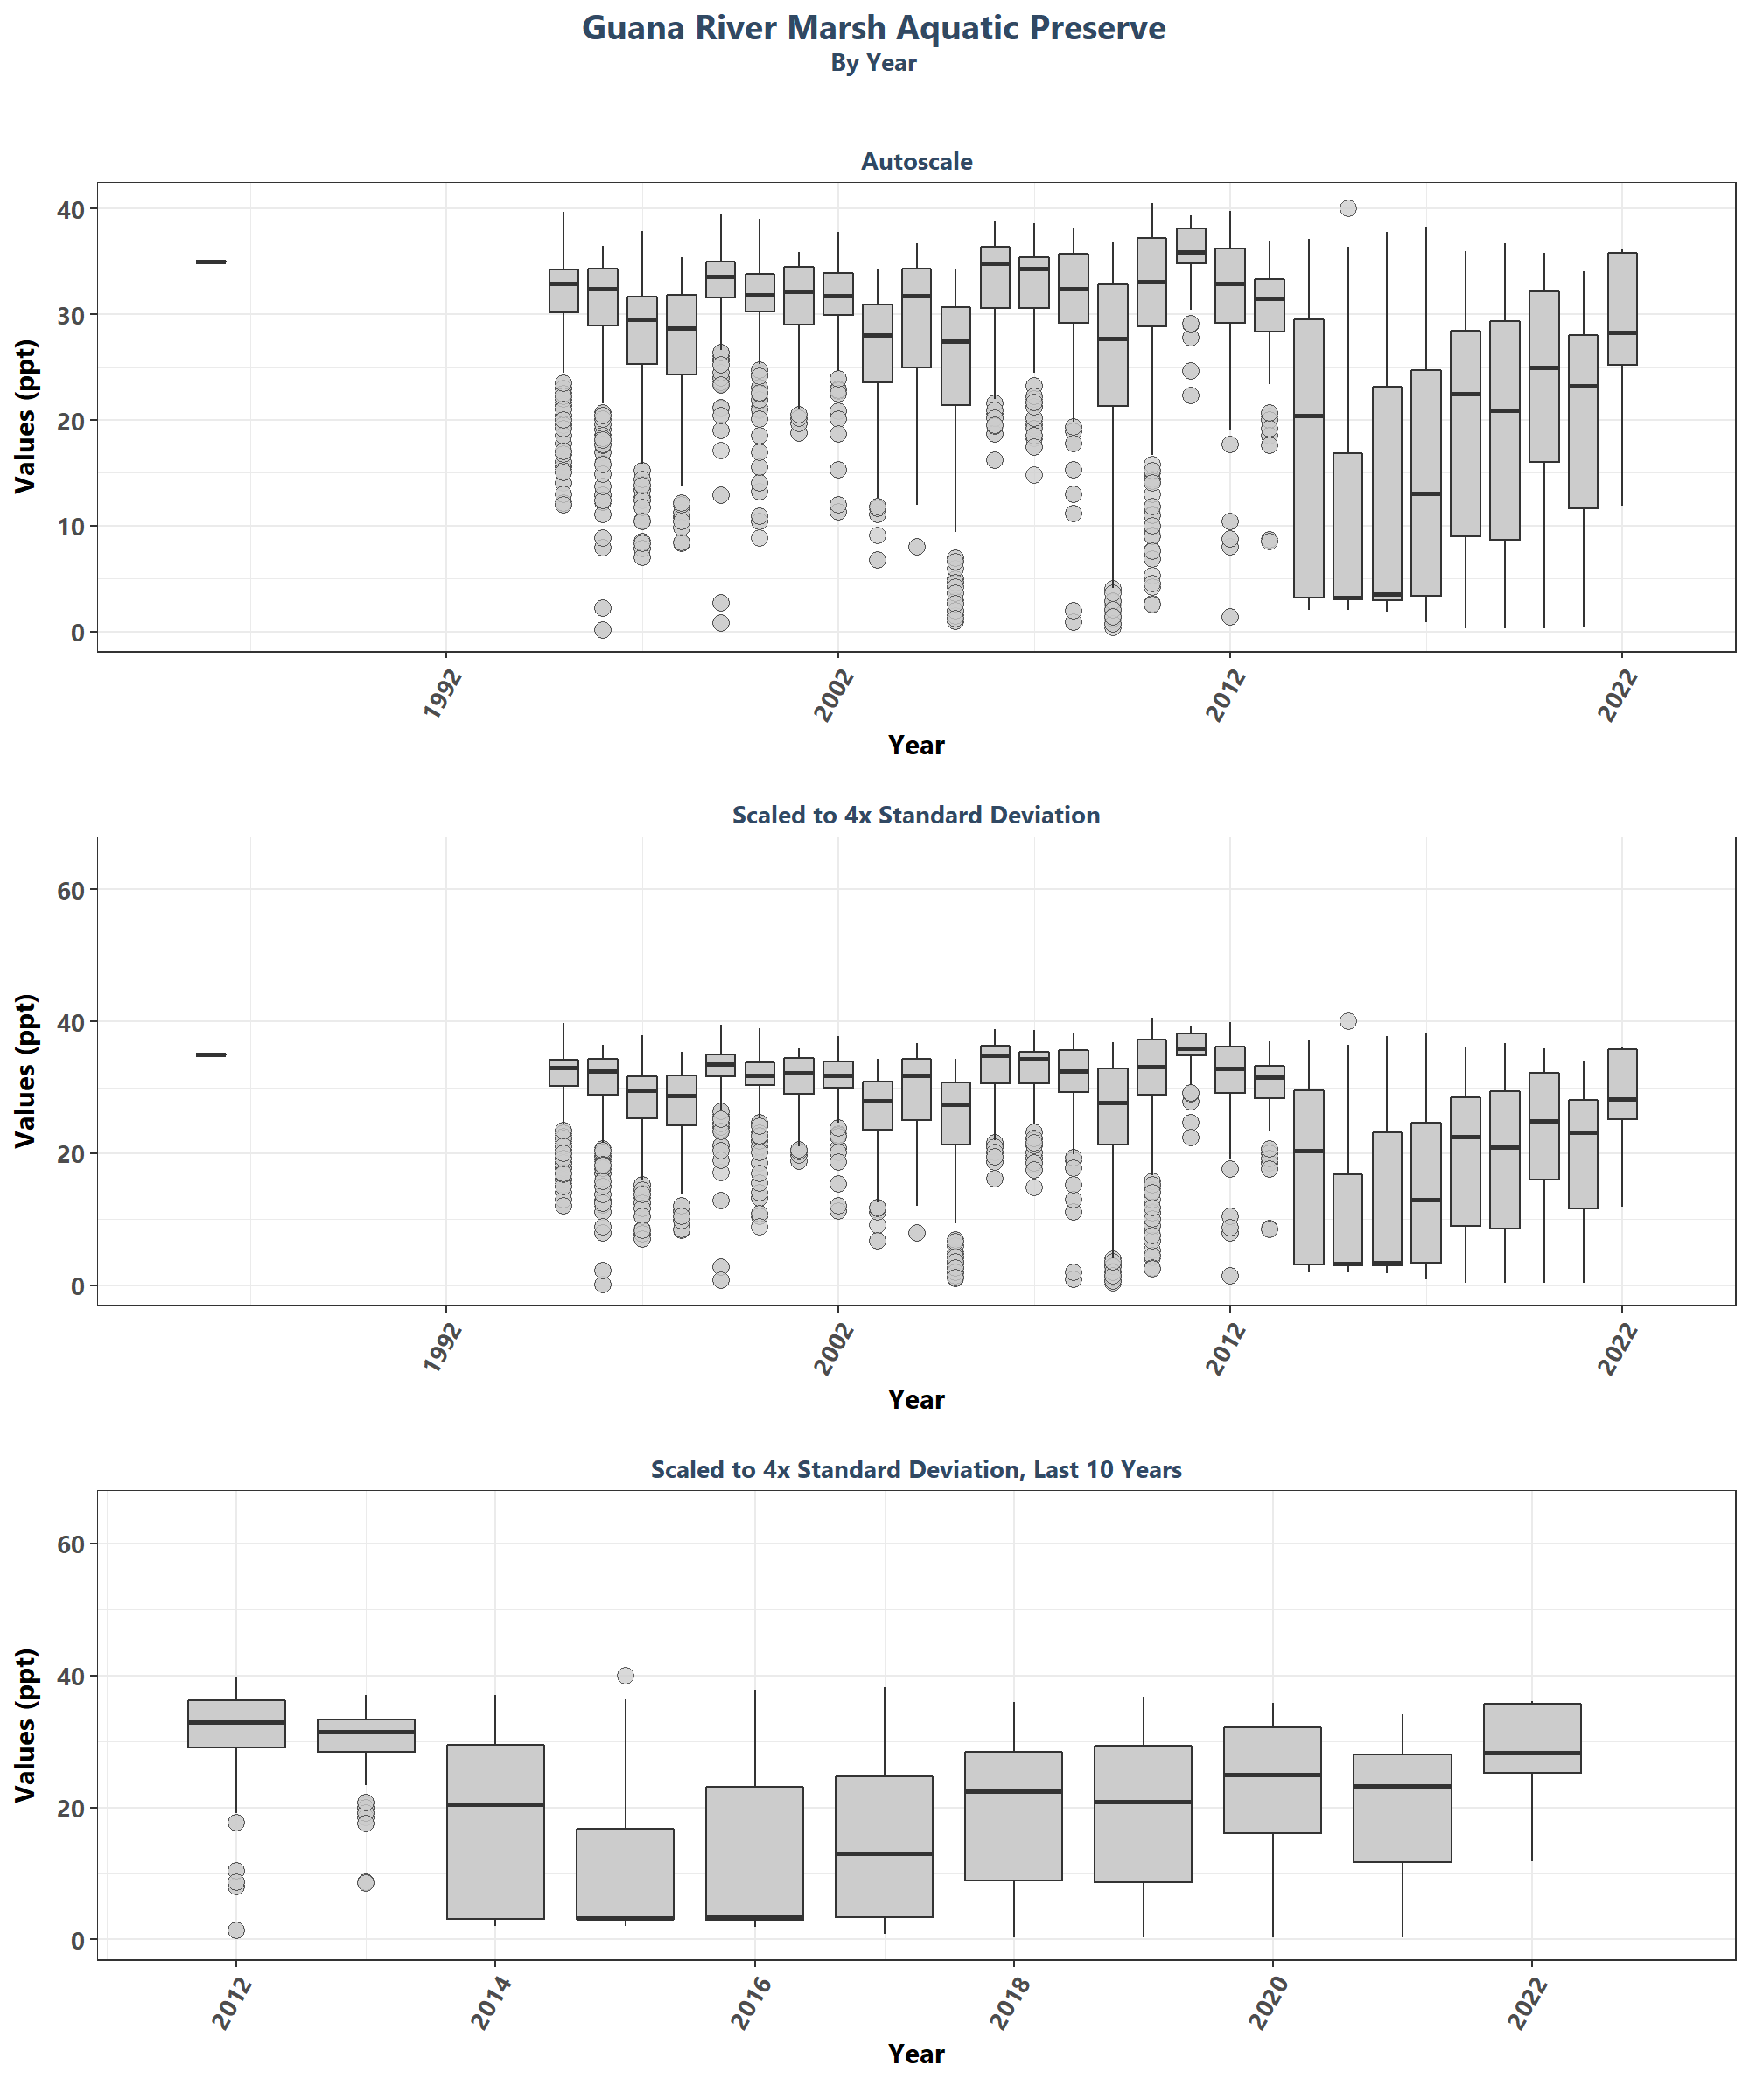 Guana River Marsh Aquatic Preserve
By Year
Autoscale
Values (ppt)
40
30
20
10
0
1992
2002
2012
2022
Year
Scaled to 4x Standard Deviation
Values (ppt)
60
40
20
0
1992
2002
2012
2022
Year
Scaled to 4x Standard Deviation, Last 10 Years
Values (ppt)
60
40
20
0
2012
2014
2016
2018
2020
2022
Year